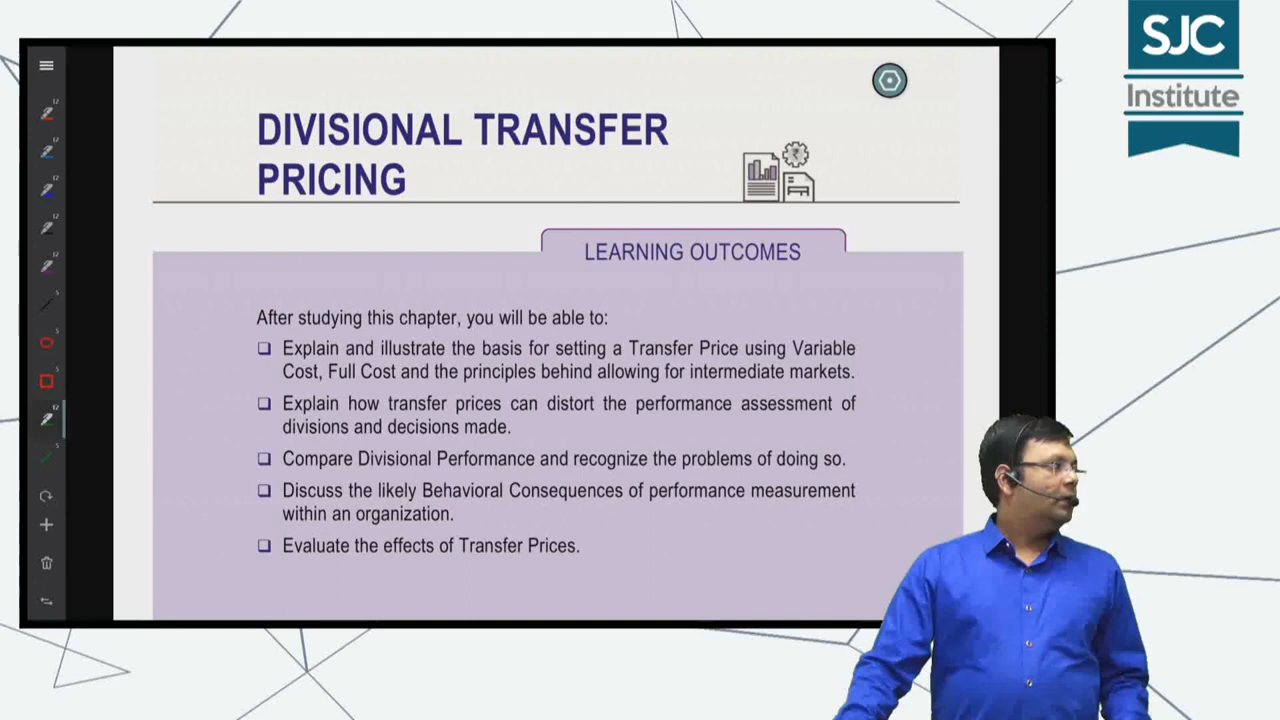 SJC
Institute
DIVISIONAL TRANSFER
PRICING
LEARNING OUTCOMES
After studying this chapter, you will be able to:
❑ Explain and illustrate the basis for setting a Transfer Price using Variable
Cost, Full Cost and the principles behind allowing for intermediate markets.
❑ Explain how transfer prices can distort the performance assessment of
divisions and decisions made.
❑ Compare Divisional Performance and recognize the problems of doing so.
❑ Discuss the likely Behavioral Consequences of performance measurement
within an organization.
❑ Evaluate the effects of Transfer Prices.